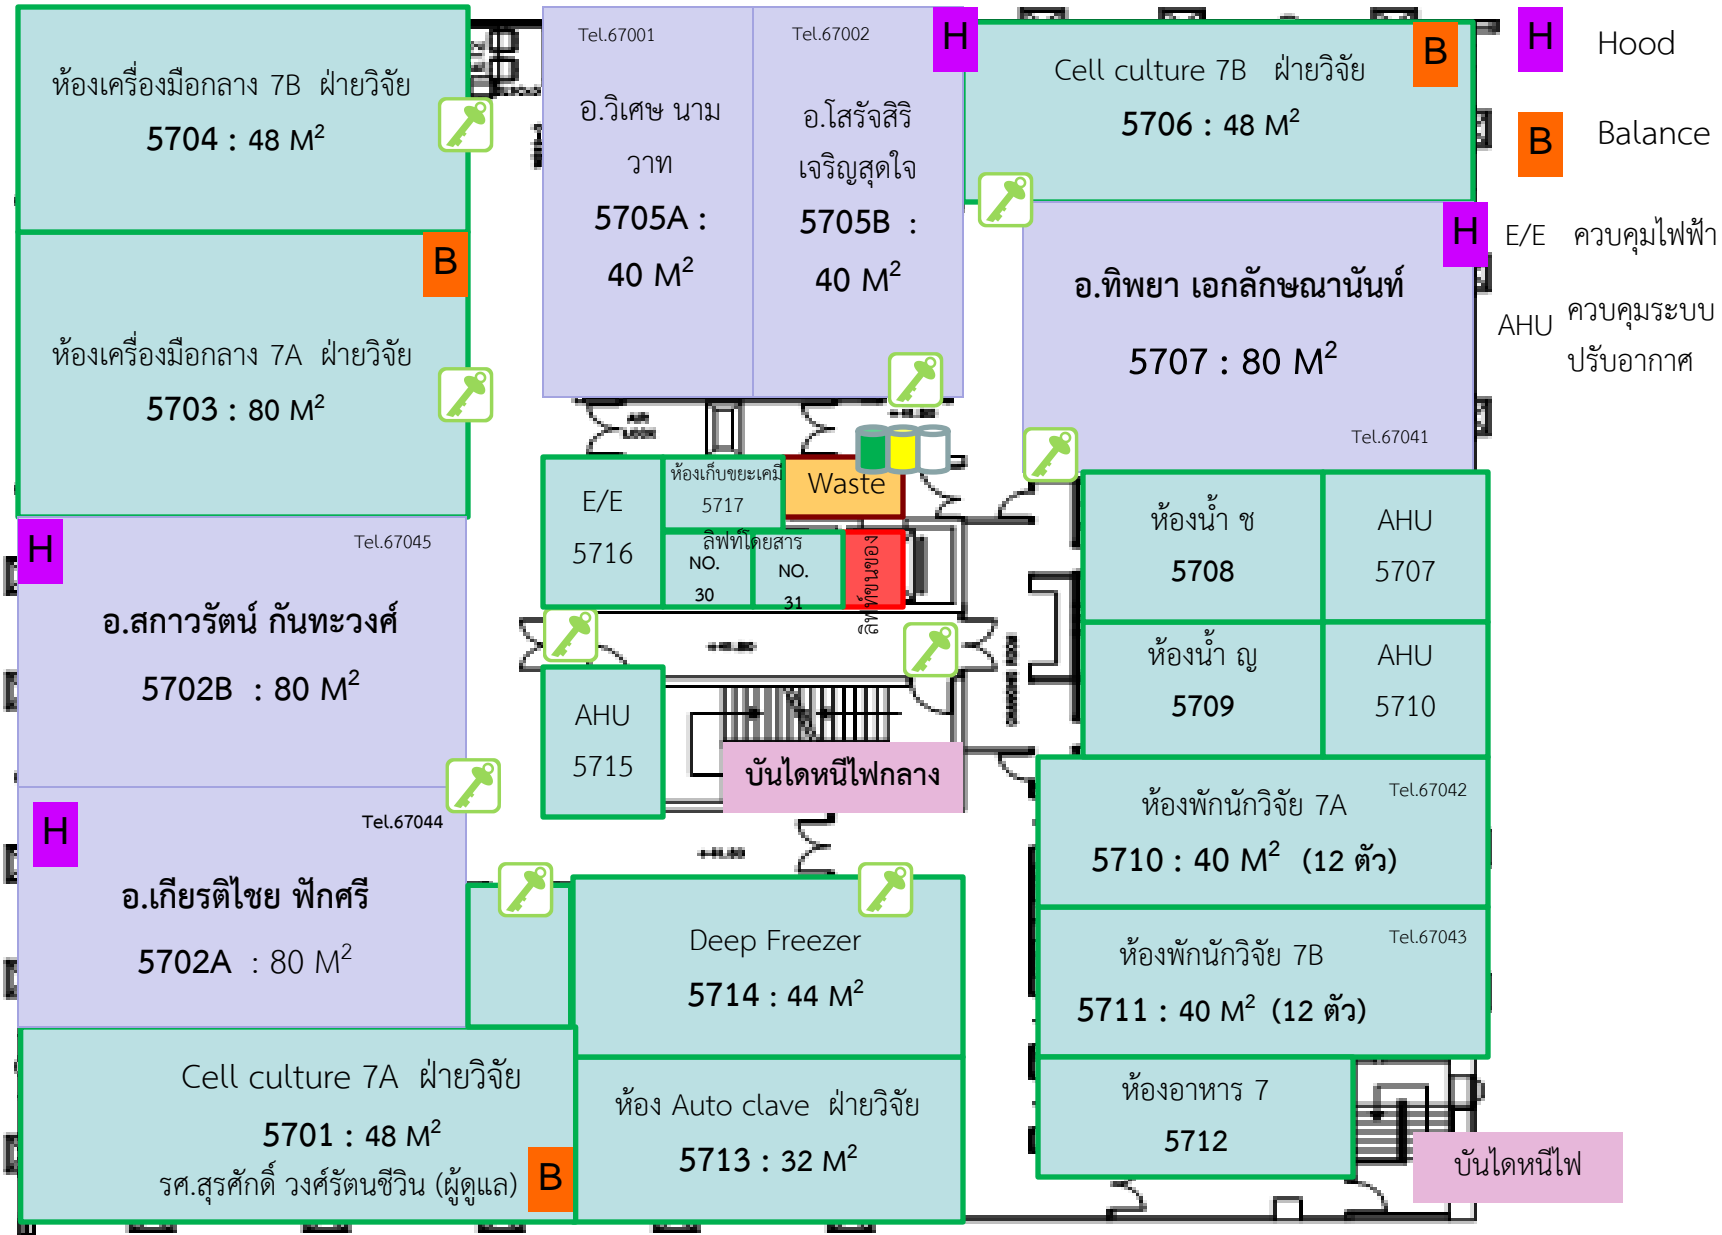 ห้องเครื่องมือกลาง 7B ฝ่ายวิจัย
5704 : 48 M²
Tel.67001
อ.วิเศษ นาม
วาท
5705A :
40 M²
Tel.67002
อ.โสรัจสิริ
เจริญสุดใจ
5705B :
40 M²
H
Cell culture 7B ฝ่ายวิจัย
5706 : 48 M²
B
H Hood
B Balance
E/E ควบคุมไฟฟ้า
AHU ควบคุมระบบ
ปรับอากาศ
B
ห้องเครื่องมือกลาง 7A ฝ่ายวิจัย
5703 : 80 M²
H
อ.ทิพยา เอกลักษณานันท์
5707 : 80 M²
Tel.67041
AIR
LOCK
E/E
5716
ห้องเก็บขยะเคมี
5717
Waste
ลิฟท์โดยสาร
NO.
30
NO.
31
ลิฟท์ขนของ
ห้องน้ำ ช
5708
AHU
5707
ห้องน้ำ ญ
5709
AHU
5710
H
Tel.67045
อ.สกาวรัตน์ กันทะวงศ์
5702B : 80 M²
AHU
5715
บันไดหนีไฟกลาง
H
Tel.67044
อ.เกียรติไชย ฟักศรี
5702A : 80 M²
ห้องพักนักวิจัย 7A
Tel.67042
5710 : 40 M² (12 ตัว)
ห้องพักนักวิจัย 7B
Tel.67043
5711 : 40 M² (12 ตัว)
Deep Freezer
5714 : 44 M²
Cell culture 7A ฝ่ายวิจัย
5701 : 48 M²
รศ.สุรศักดิ์ วงศ์รัตนชีวิน (ผู้ดูแล)
B
ห้อง Auto clave ฝ่ายวิจัย
5713 : 32 M²
ห้องอาหาร 7
5712
บันไดหนีไฟ